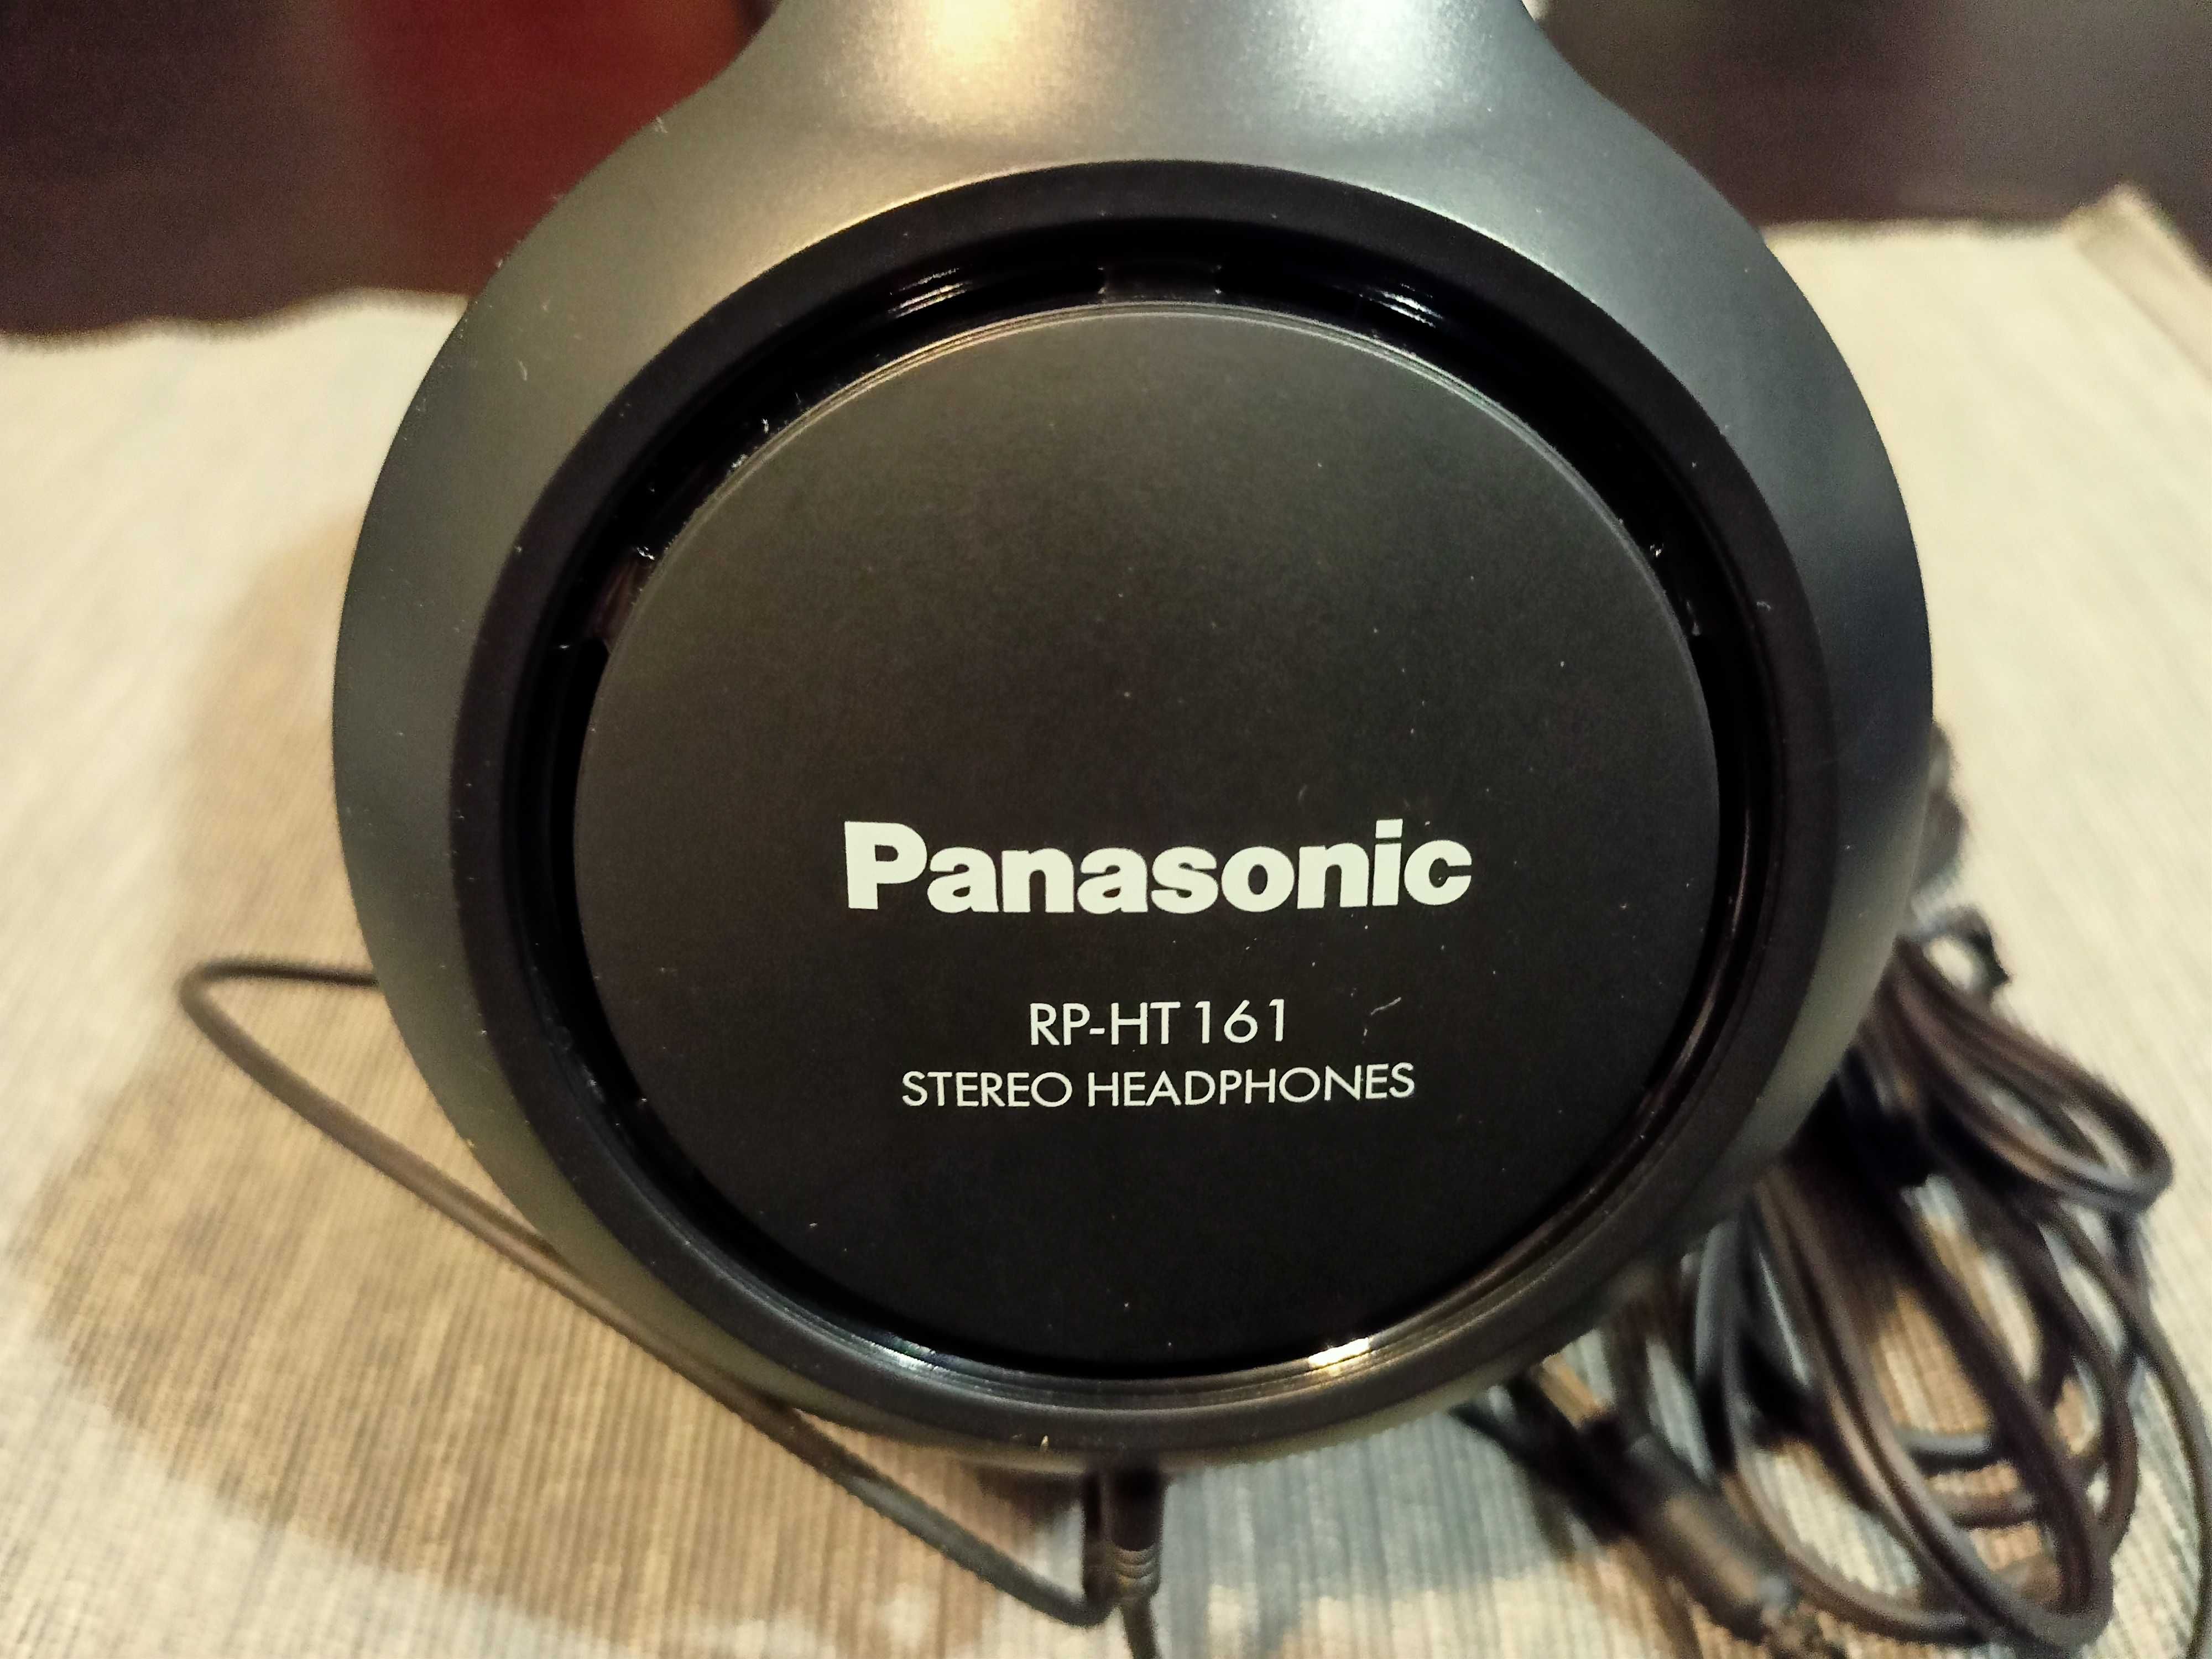 Panasonic
RP-HT161
STEREO HEADPHONES